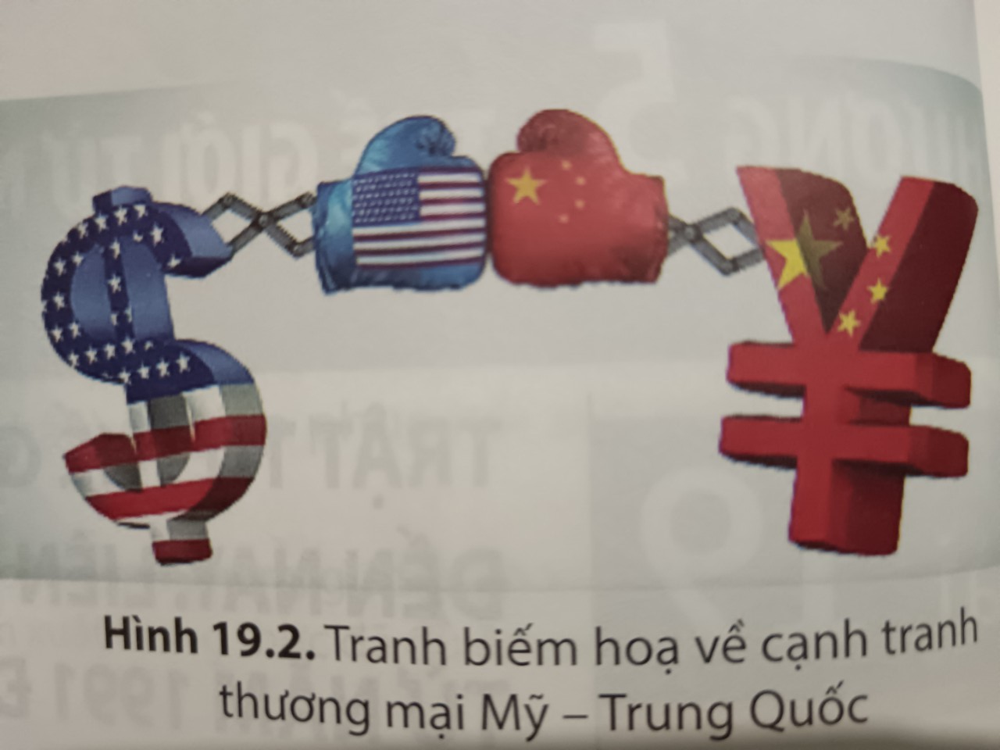 Hình 19.2. Tranh biếm hoạ về cạnh tranh
thương mại Mỹ – Trung Quốc